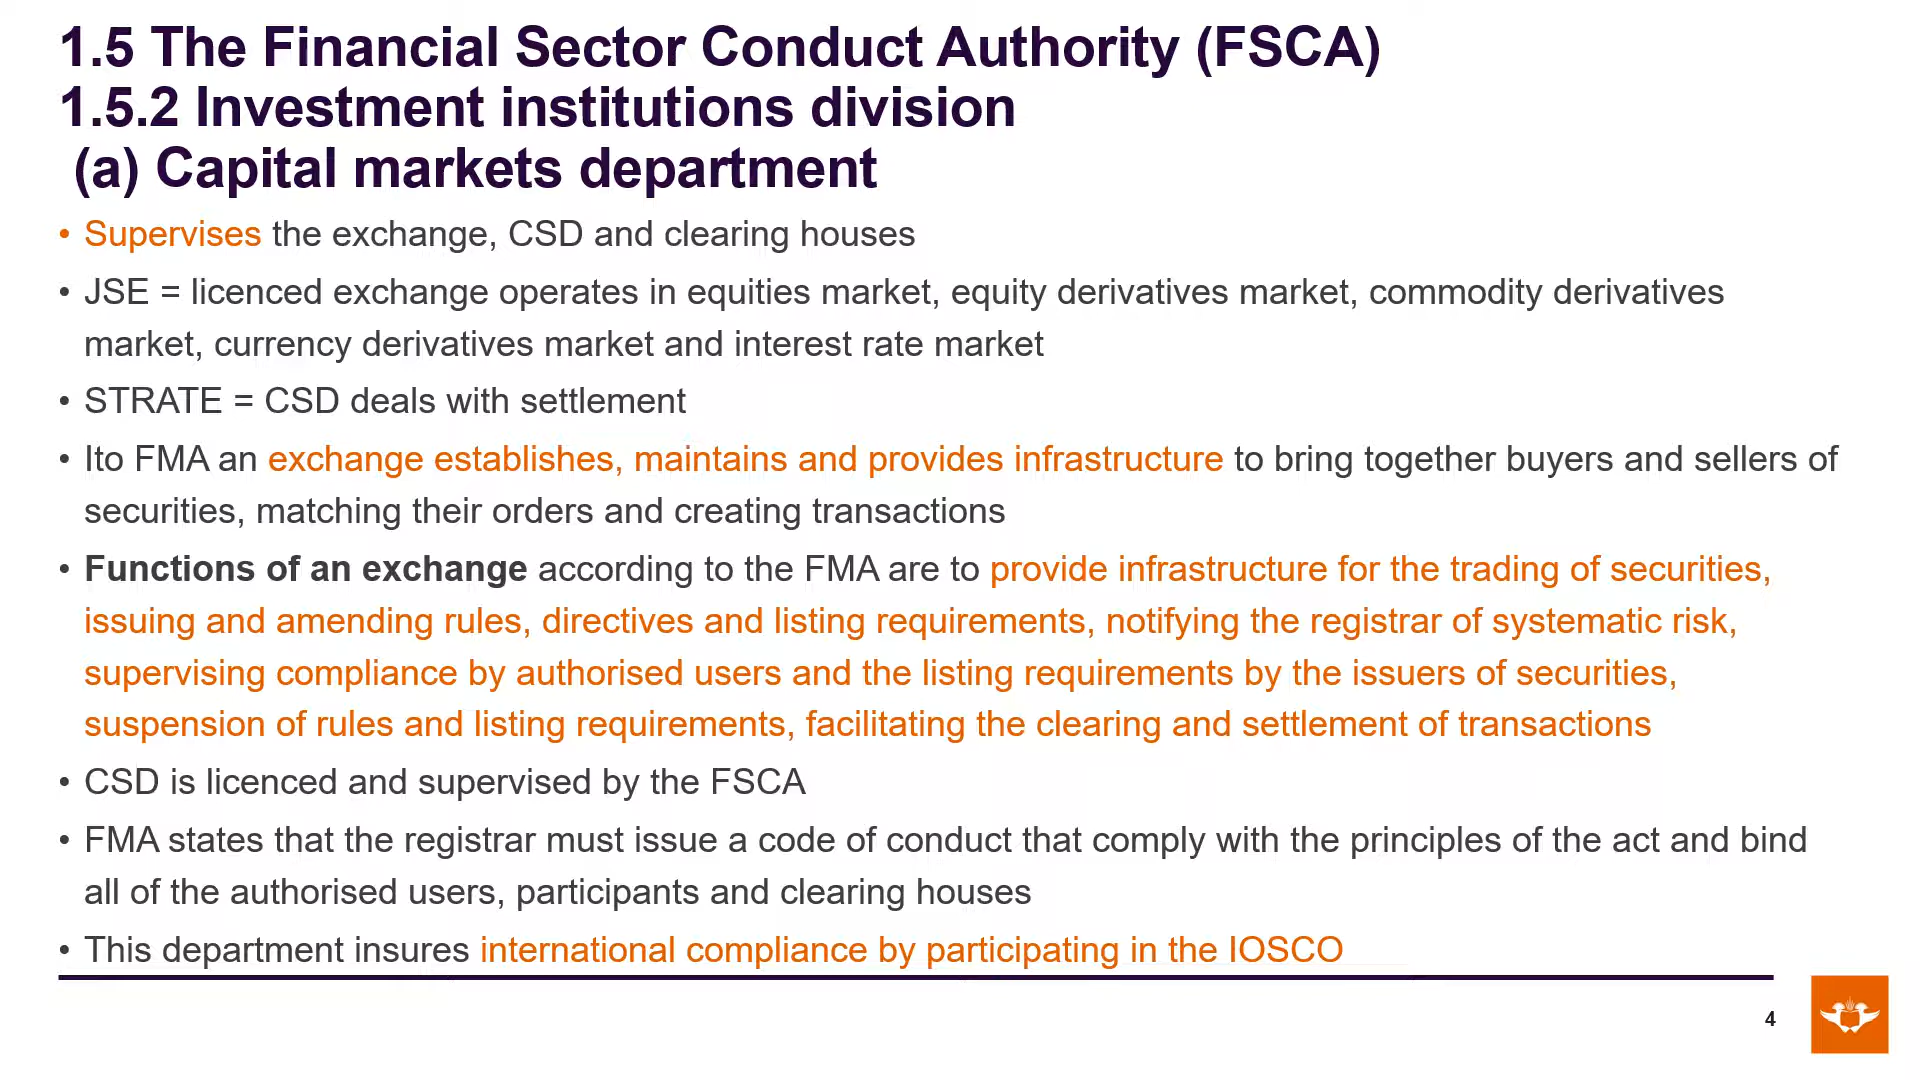 1.5 The Financial Sector Conduct Authority (FSCA)
1.5.2 Investment institutions division
(a) Capital markets department
• Supervises the exchange, CSD and clearing houses
• JSE = licenced exchange operates in equities market, equity derivatives market, commodity derivatives
market, currency derivatives market and interest rate market
• STRATE = CSD deals with settlement
• Ito FMA an exchange establishes, maintains and provides infrastructure to bring together buyers and sellers of
securities, matching their orders and creating transactions
• Functions of an exchange according to the FMA are to provide infrastructure for the trading of securities,
issuing and amending rules, directives and listing requirements, notifying the registrar of systematic risk,
supervising compliance by authorised users and the listing requirements by the issuers of securities,
suspension of rules and listing requirements, facilitating the clearing and settlement of transactions
• CSD is licenced and supervised by the FSCA
• FMA states that the registrar must issue a code of conduct that comply with the principles of the act and bind
all of the authorised users, participants and clearing houses
• This department insures international compliance by participating in the IOSCO
4